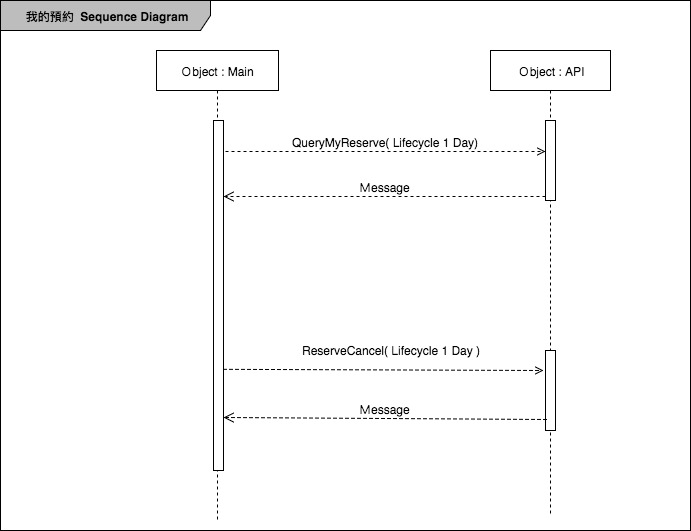 我的預約 Sequence Diagram
Object : Main
Object : API
QueryMyReserve( Lifecycle 1 Day)
Message
ReserveCancel( Lifecycle 1 Day )
Message